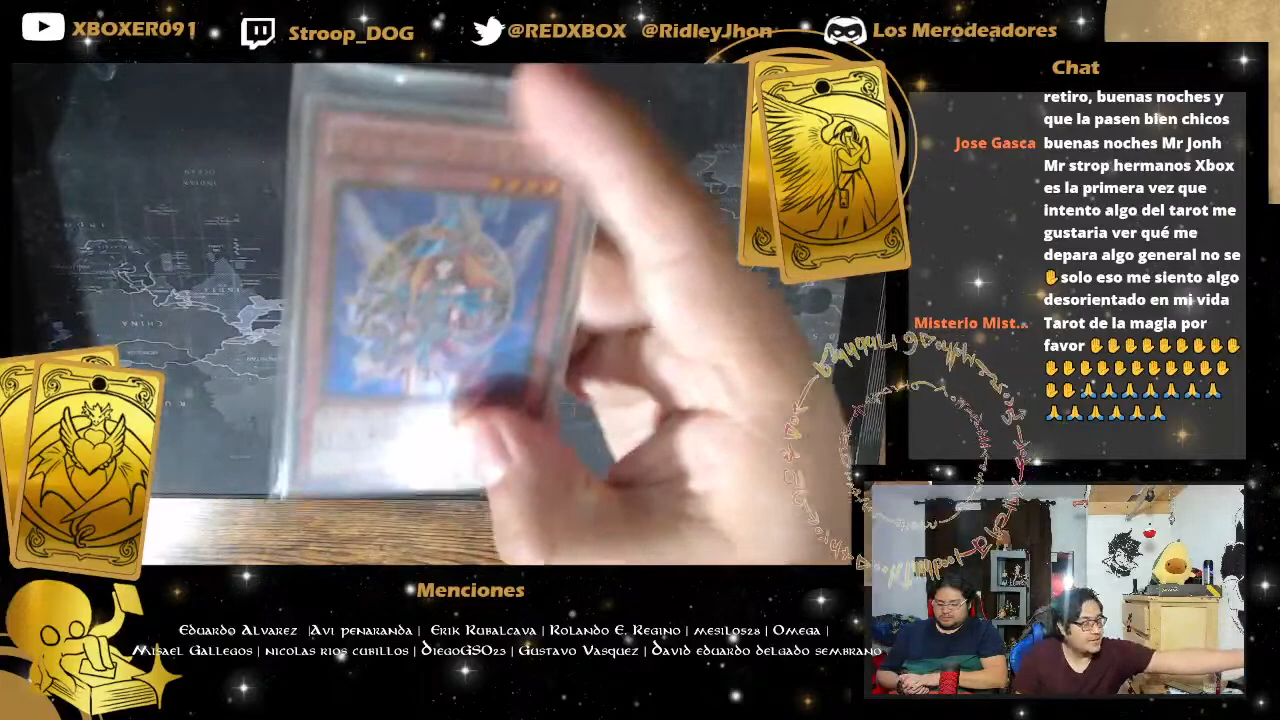 XBOXER091
Stroop_DOG
@REDXBOX @RidleyJhon
Los Merodeadores
Chat
retiro, buenas noches y
que la pasen bien chicos
Jose Gasca buenas noches Mr Jonh
Mr strop hermanos Xbox
es la primera vez que
intento algo del tarot me
gustaria ver qué me
depara algo general no se
✋solo eso me siento algo
desorientado en mi vida
Misterio Mist... Tarot de la magia por
favor ✋✋✋✋✋✋✋✋✋
✋✋✋✋✋✋✋✋✋✋✋
✋✋🙏🙏🙏🙏🙏🙏🙏🙏
🙏🙏🙏🙏🙏🙏🙏
Menciones
Eduardo Alvarez |Avi penaranda | Erik Rubalcava | Rolando E. Regino | mesil0528 | Omega |
Misael Gallegos | nicolas rios cubillos | DiegoGSO23 | Gustavo Vasquez | David eduardo delgado sembrano